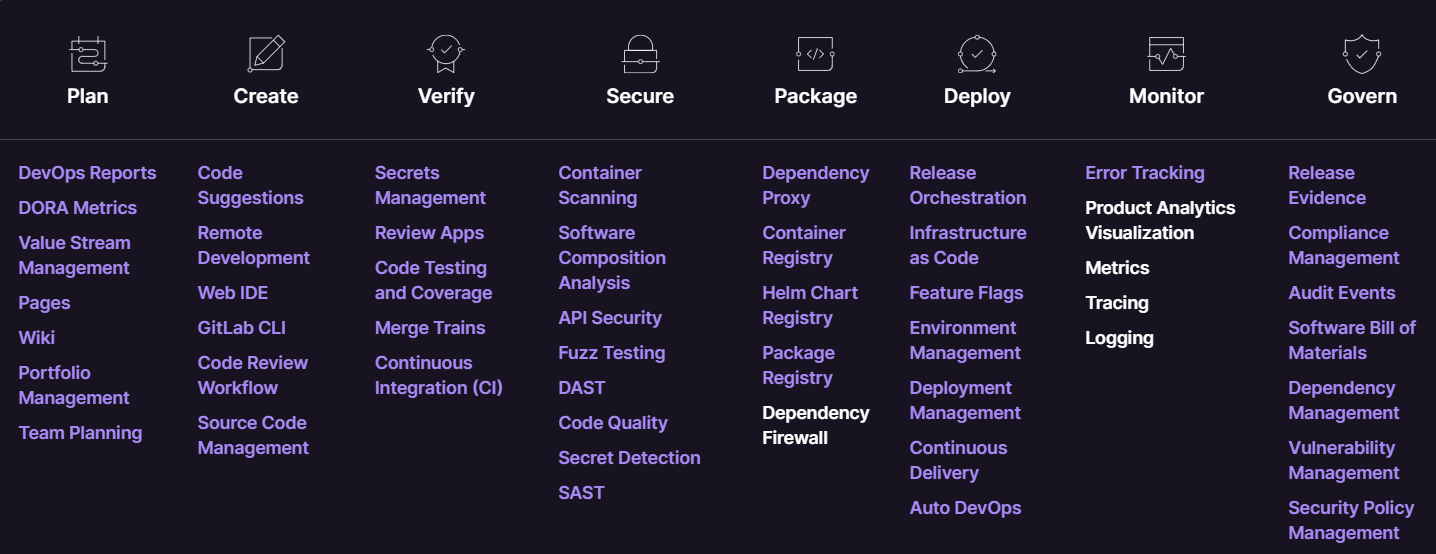 Plan
Create
Verify
Secure
Package
Deploy
Monitor
Govern
DevOps Reports
DORA Metrics
Value Stream
Management
Pages
Wiki
Portfolio
Management
Team Planning
Code
Suggestions
Remote
Development
Web IDE
GitLab CLI
Code Review
Workflow
Source Code
Management
Secrets
Management
Review Apps
Code Testing
and Coverage
Merge Trains
Continuous
Integration (CI)
Container
Scanning
Software
Composition
Analysis
API Security
Fuzz Testing
DAST
Code Quality
Secret Detection
SAST
Dependency
Proxy
Container
Registry
Helm Chart
Registry
Package
Registry
Dependency
Firewall
Release
Orchestration
Infrastructure
as Code
Feature Flags
Environment
Management
Deployment
Management
Continuous
Delivery
Auto DevOps
Error Tracking
Product Analytics
Visualization
Metrics
Tracing
Logging
Release
Evidence
Compliance
Management
Audit Events
Software Bill of
Materials
Dependency
Management
Vulnerability
Management
Security Policy
Management